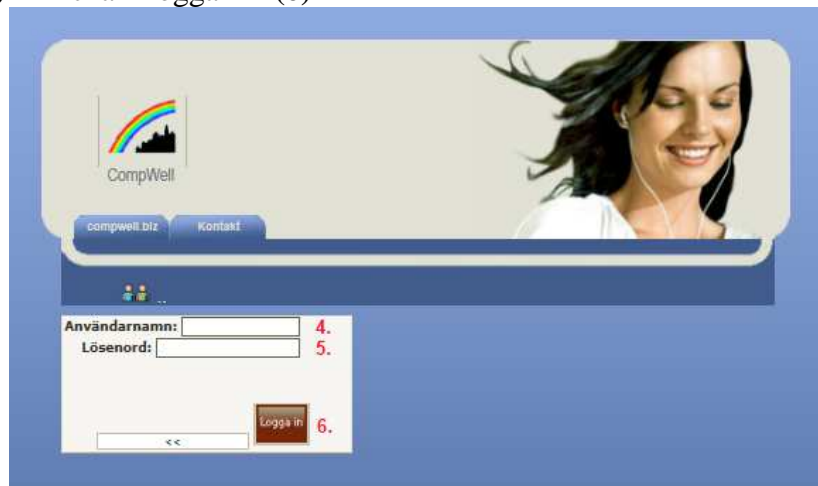 CompWell
compwell.biz Kontakt
..
Användarnamn: 4.
Lösenord: 5.
Logga in 6.
<<